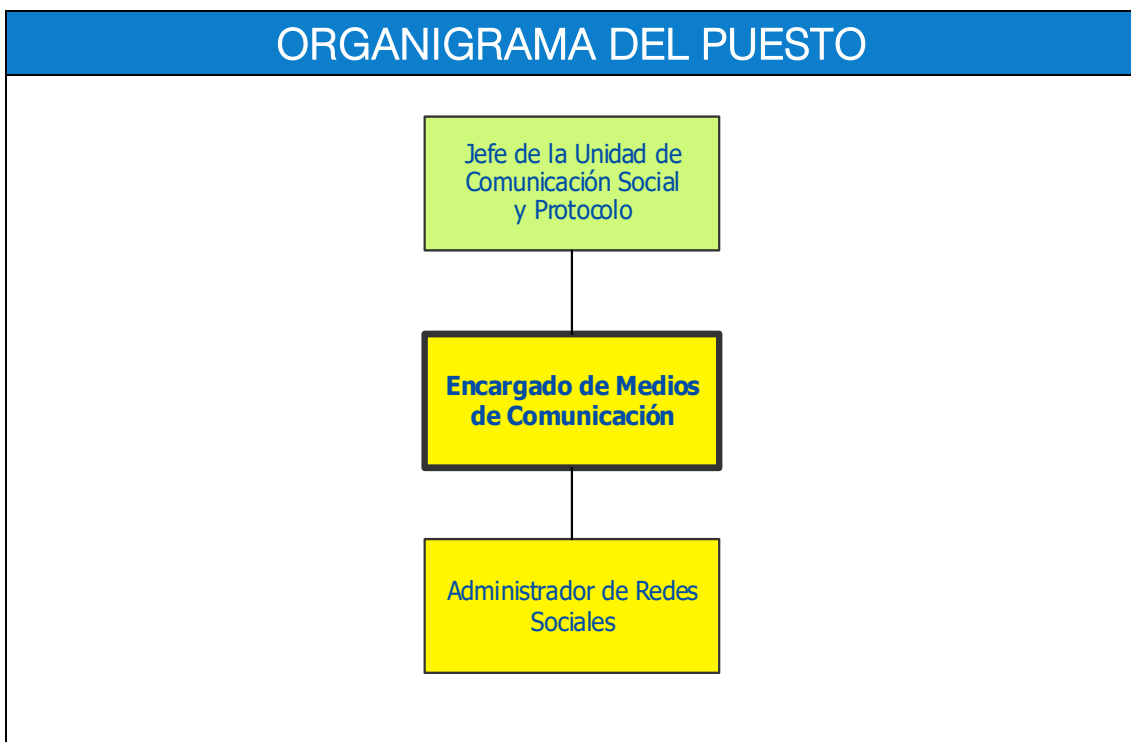 ORGANIGRAMA DEL PUESTO
Jefe de la Unidad de
Comunicación Social
y Protocolo
Encargado de Medios
de Comunicación
Administrador de Redes
Sociales